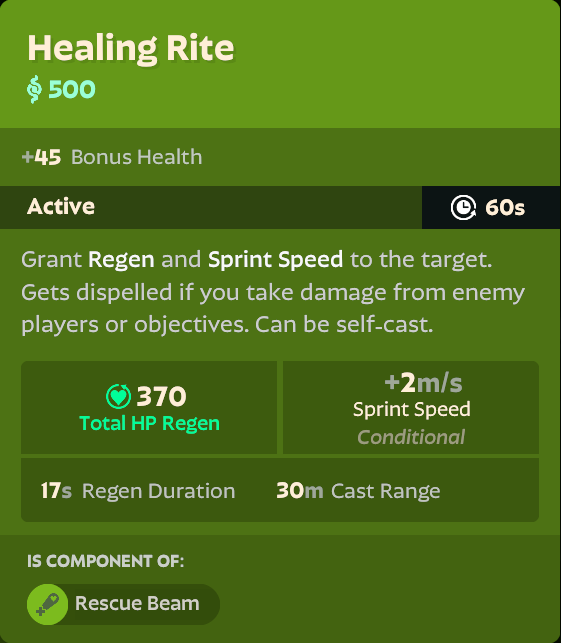 Healing Rite
500
+45 Bonus Health
Active 60s
Grant Regen and Sprint Speed to the target.
Gets dispelled if you take damage from enemy
players or objectives. Can be self-cast.
370
Total HP Regen
+2m/s
Sprint Speed
Conditional
17s Regen Duration 30m Cast Range
IS COMPONENT OF:
Rescue Beam